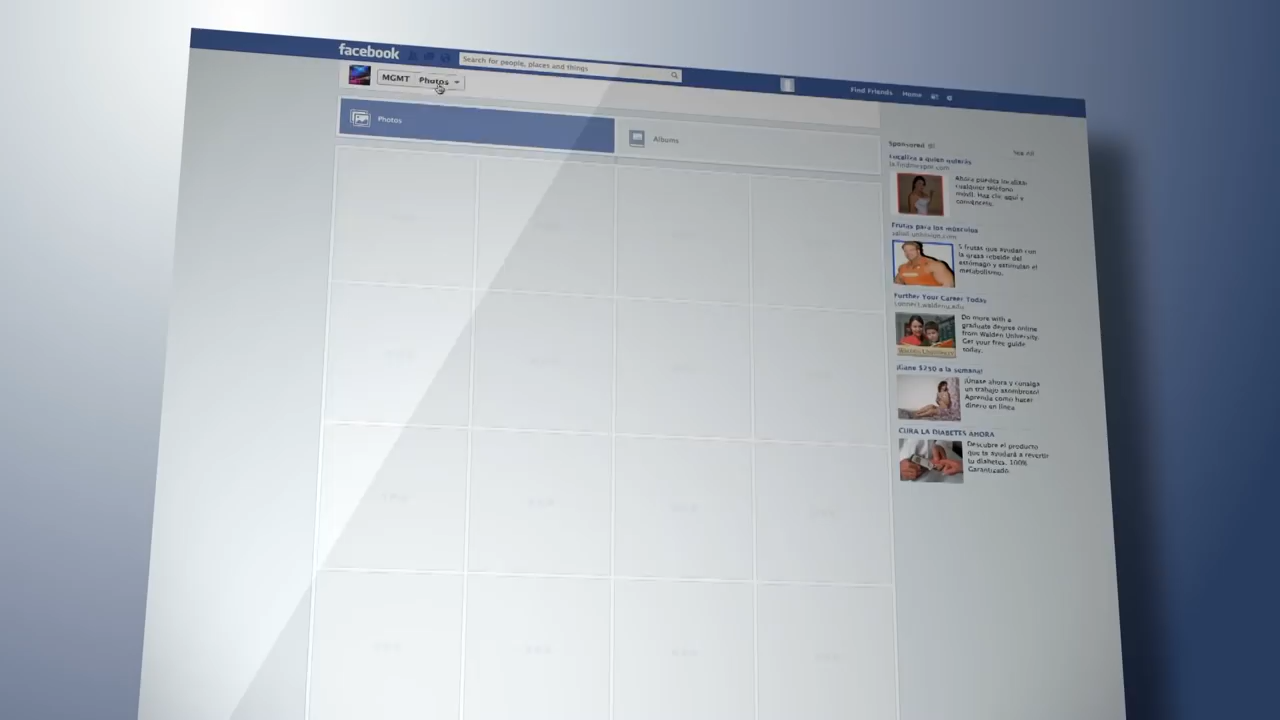 facebook
Search for people, places and things
Find Friends Home
MGMT Photos
Photos
Albums
Sponsored
See All
Localiza a quien quieras
Ahora puedes localizar
cualquier teléfono
móvil. Haz clic aquí y
convéncete.
Frutas para los músculos
5 frutas que ayudan con
la grasa rebelde del
estómago y estimulan el
metabolismo.
Further Your Career Today
connect.waldenu.edu
Do more with a
graduate degree online
from Walden University.
Get your free guide
today.
¡Gane $250 a la semana!
¡Únase ahora y consiga
un trabajo asombroso!
Aprenda como hacer
dinero en línea
CURA LA DIABETES AHORA
Descubre el producto
que te ayudará a revertir
tu diabetes. 100%
Garantizado.